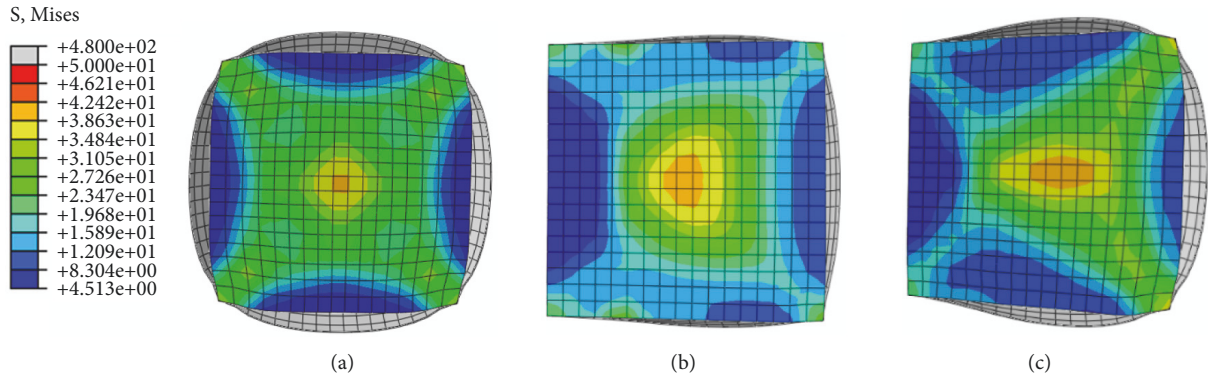 S, Mises
+4.800e+02
+5.000e+01
+4.621e+01
+4.242e+01
+3.863e+01
+3.484e+01
+3.105e+01
+2.726e+01
+2.347e+01
+1.968e+01
+1.589e+01
+1.209e+01
+8.304e+00
+4.513e+00
(a)
(b)
(c)